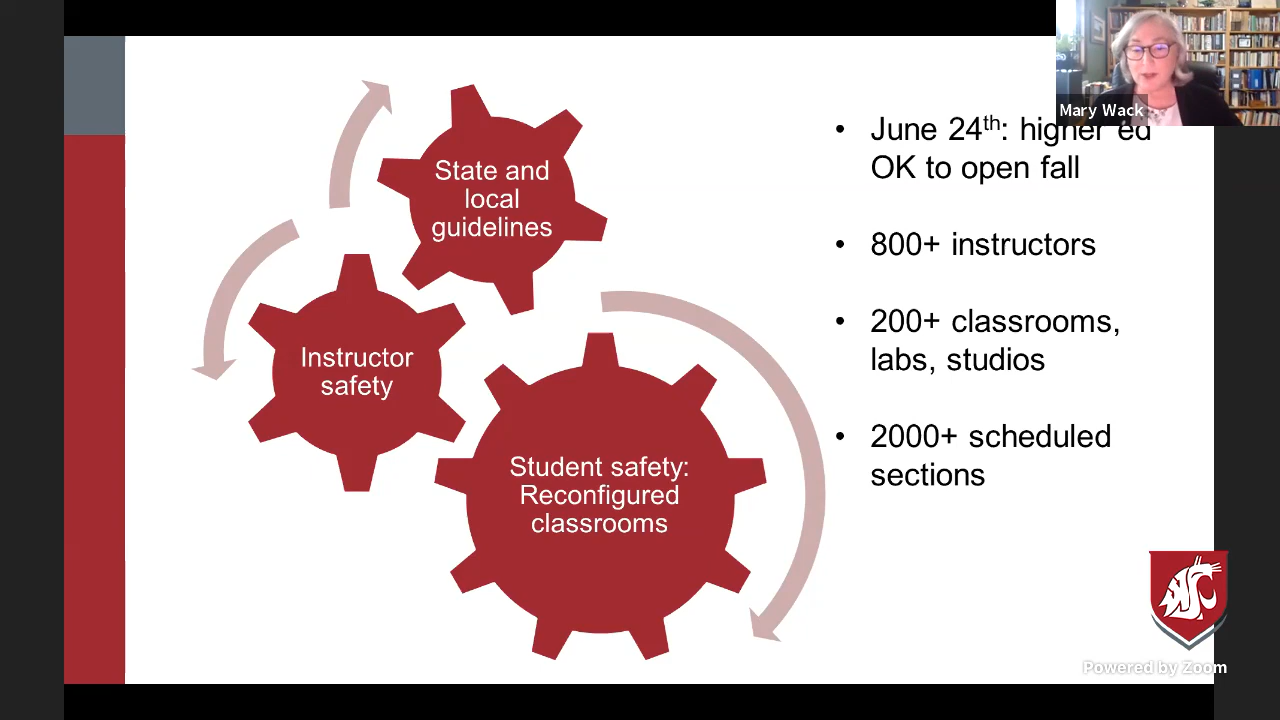 Mary Wack
State and
local
guidelines
Instructor
safety
Student safety:
Reconfigured
classrooms
• June 24th: higher ed
OK to open fall
• 800+ instructors
• 200+ classrooms,
labs, studios
• 2000+ scheduled
sections
Powered by Zoom